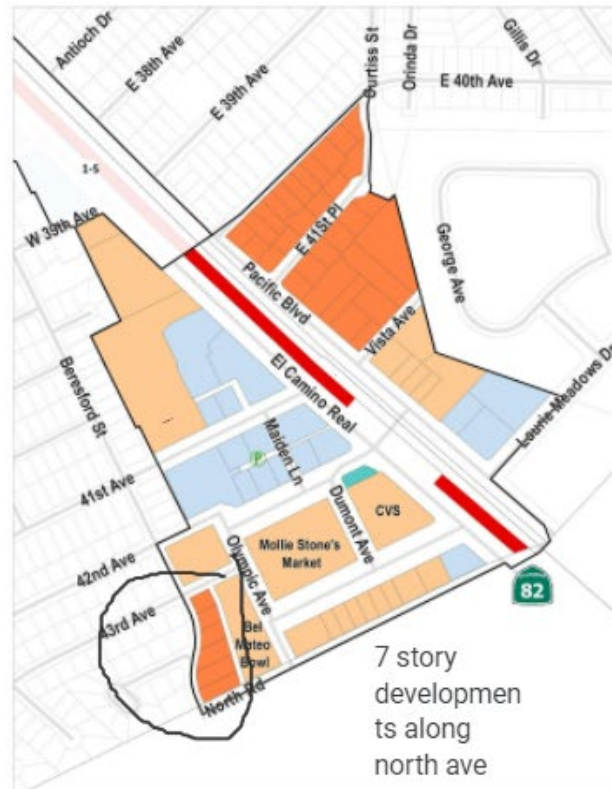 Antioch Dr
E 38th Ave
E 39th Ave
Curtiss St
Orinda Dr
Gillis Dr
E 40th Ave
1-5
W 39th Ave
E 41St Pl
George Ave
Pacific Blvd
Vista Ave
Beresford St
El Camino Real
Laurie Meadows Dr
Maiden Ln
41st Ave
P
Dumont Ave
CVS
42nd Ave
Olympic Ave
Mollie Stone's
Market
43rd Ave
Bel
Mateo
Bowl
North Rd
82
7 story
developmen
ts along
north ave